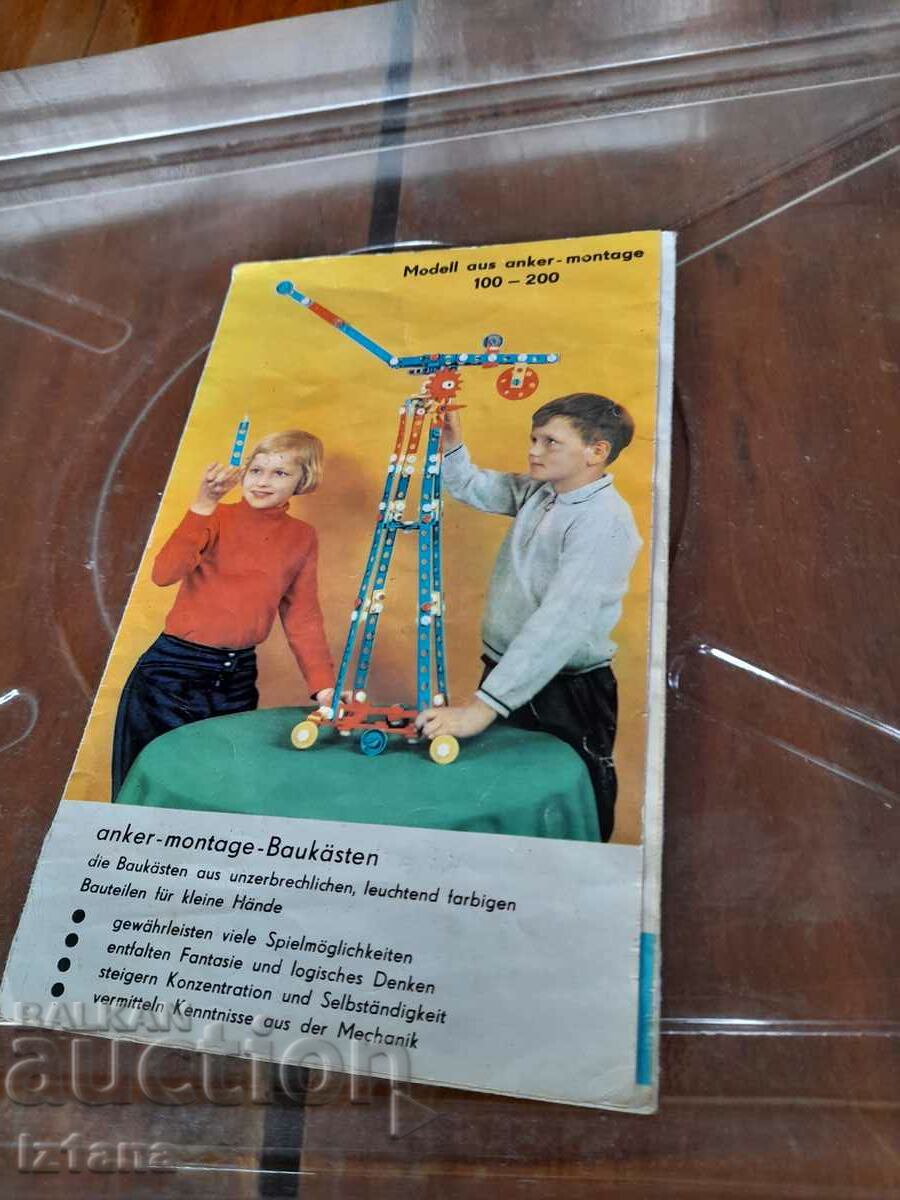 Modell aus anker-montage
100 – 200
anker-montage-Baukästen
die Baukästen aus unzerbrechlichen, leuchtend farbigen
Bauteilen für kleine Hände
● gewährleisten viele Spielmöglichkeiten
● entfalten Fantasie und logisches Denken
● steigern Konzentration und Selbständigkeit
● vermitteln Kenntnisse aus der Mechanik
BALKAN
auction
Iz1ana